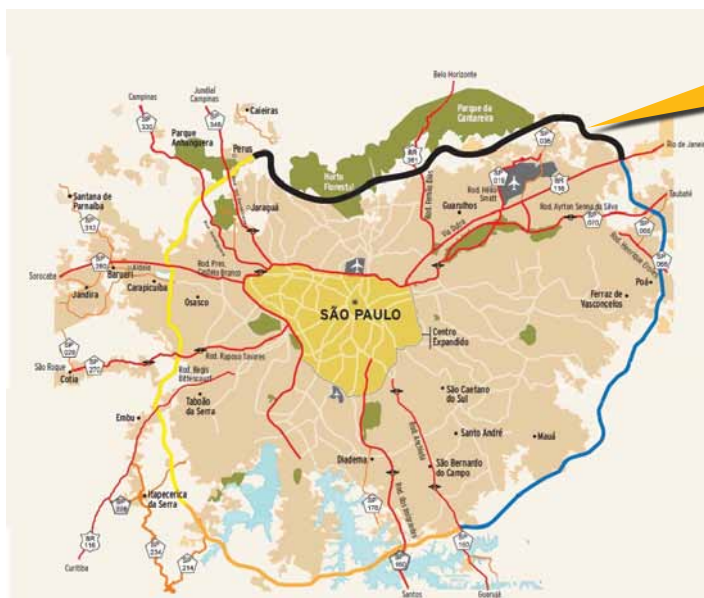 Belo Horizonte
Campinas
Jundiaí
Campinas
Caieiras
Parque da
Cantareira
SP
330
SP
348
Parque
Anhanguera
Perus
BR
381
SP
036
Horto
Florestal
SP
019
Rio de Janeiro
BR
116
Rod. Fernão Dias
Rod. Hélio
Smidt
Guarulhos
Santana de
Parnaíba
Jaraguá
Via Dutra
Rod. Ayrton Senna da Silva
Taubaté
SP
070
SP
066
SP
312
Rod. Pres.
Castelo Branco
Sorocaba
SP
280
Barueri
Aldeia
Carapicuíba
Jandira
Osasco
SP
066
Poá
Ferraz de
Vasconcelos
SÃO PAULO
Centro
Expandido
São Roque
Cotia
SP
270
Rod. Raposo Tavares
Rod. Régis
Bittencourt
Taboão
da Serra
Embu
São Caetano
do Sul
Santo André
Mauá
Rod. Anchieta
Diadema
São Bernardo
do Campo
Rod. dos Imigrantes
Itapecerica
da Serra
SP
234
SP
214
BR
116
Curitiba
SP
160
Santos
Guarujá